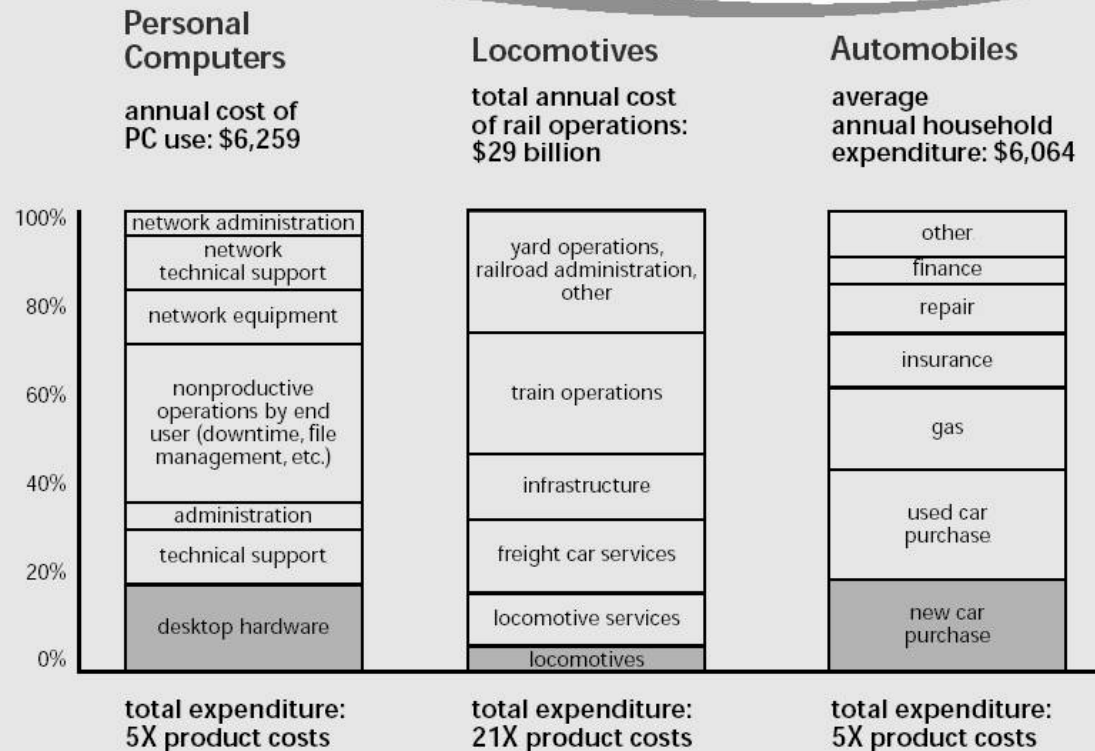 Personal
Computers
annual cost of
PC use: $6,259
Locomotives
total annual cost
of rail operations:
$29 billion
Automobiles
average
annual household
expenditure: $6,064
100%
80%
60%
40%
20%
0%
network administration
network
technical support
network equipment
nonproductive
operations by end
user (downtime, file
management, etc.)
administration
technical support
desktop hardware
yard operations,
railroad administration,
other
train operations
infrastructure
freight car services
locomotive services
locomotives
other
finance
repair
insurance
gas
used car
purchase
new car
purchase
total expenditure:
5X product costs
total expenditure:
21X product costs
total expenditure:
5X product costs